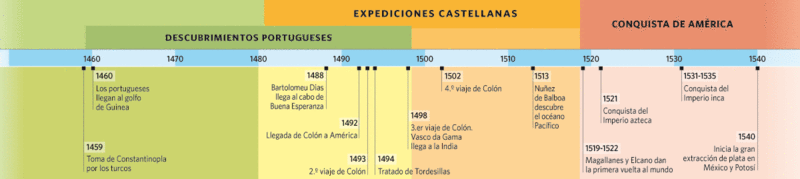 EXPEDICIONES CASTELLANAS
CONQUISTA DE AMÉRICA
DESCUBRIMIENTOS PORTUGUESES
1460
1470
1480
1490
1500
1510
1520
1530
1540
1460
Los portugueses
llegan al golfo
de Guinea
1459
Toma de Constantinopla
por los turcos
1488
Bartolomeu Días
llega al cabo de
Buena Esperanza
1492
Llegada de Colón a América
1493
2.º viaje de Colón
1494
Tratado de Tordesillas
1498
3.er viaje de Colón.
Vasco da Gama
llega a la India
1502
4.º viaje de Colón
1513
Nuñez
de Balboa
descubre
el océano
Pacífico
1519-1522
Magallanes y Elcano dan
la primera vuelta al mundo
1521
Conquista del
Imperio azteca
1531-1535
Conquista del
Imperio inca
1540
Inicia la gran
extracción de plata en
México y Potosí